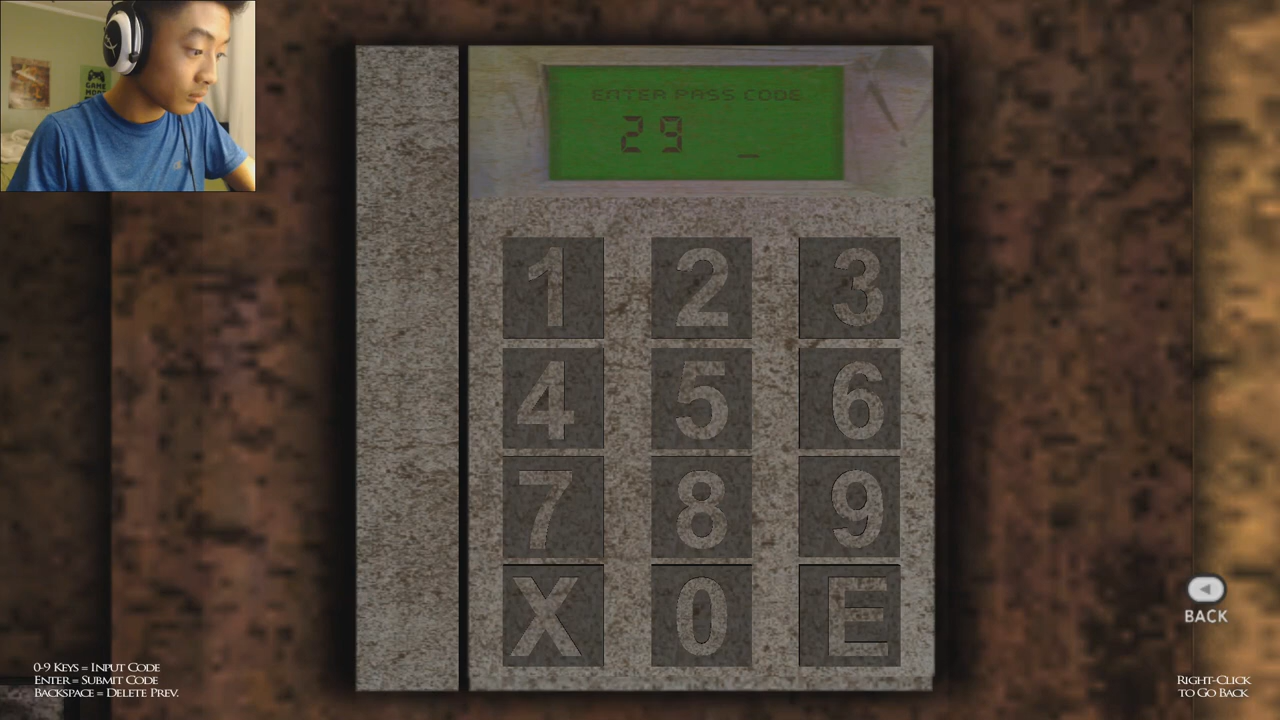 GAME
ENTER PASS CODE
29 _
1 2 3
4 5 6
7 8 9
X 0 E
BACK
0-9 Keys = Input Code
Enter = Submit Code
Backspace = Delete Prev.
Right-Click
to Go Back